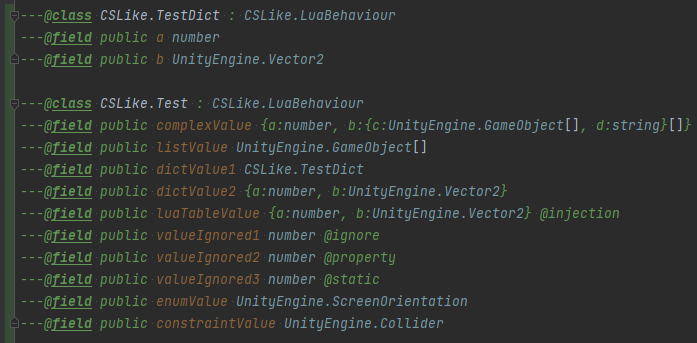 ---@class CSLike.TestDict : CSLike.LuaBehaviour
---@field public a number
---@field public b UnityEngine.Vector2
---@class CSLike.Test : CSLike.LuaBehaviour
---@field public complexValue {a:number, b:{c:UnityEngine.GameObject[], d:string}[]}
---@field public listValue UnityEngine.GameObject[]
---@field public dictValue1 CSLike.TestDict
---@field public dictValue2 {a:number, b:UnityEngine.Vector2}
---@field public luaTableValue {a:number, b:UnityEngine.Vector2} @injection
---@field public valueIgnored1 number @ignore
---@field public valueIgnored2 number @property
---@field public valueIgnored3 number @static
---@field public enumValue UnityEngine.ScreenOrientation
---@field public constraintValue UnityEngine.Collider